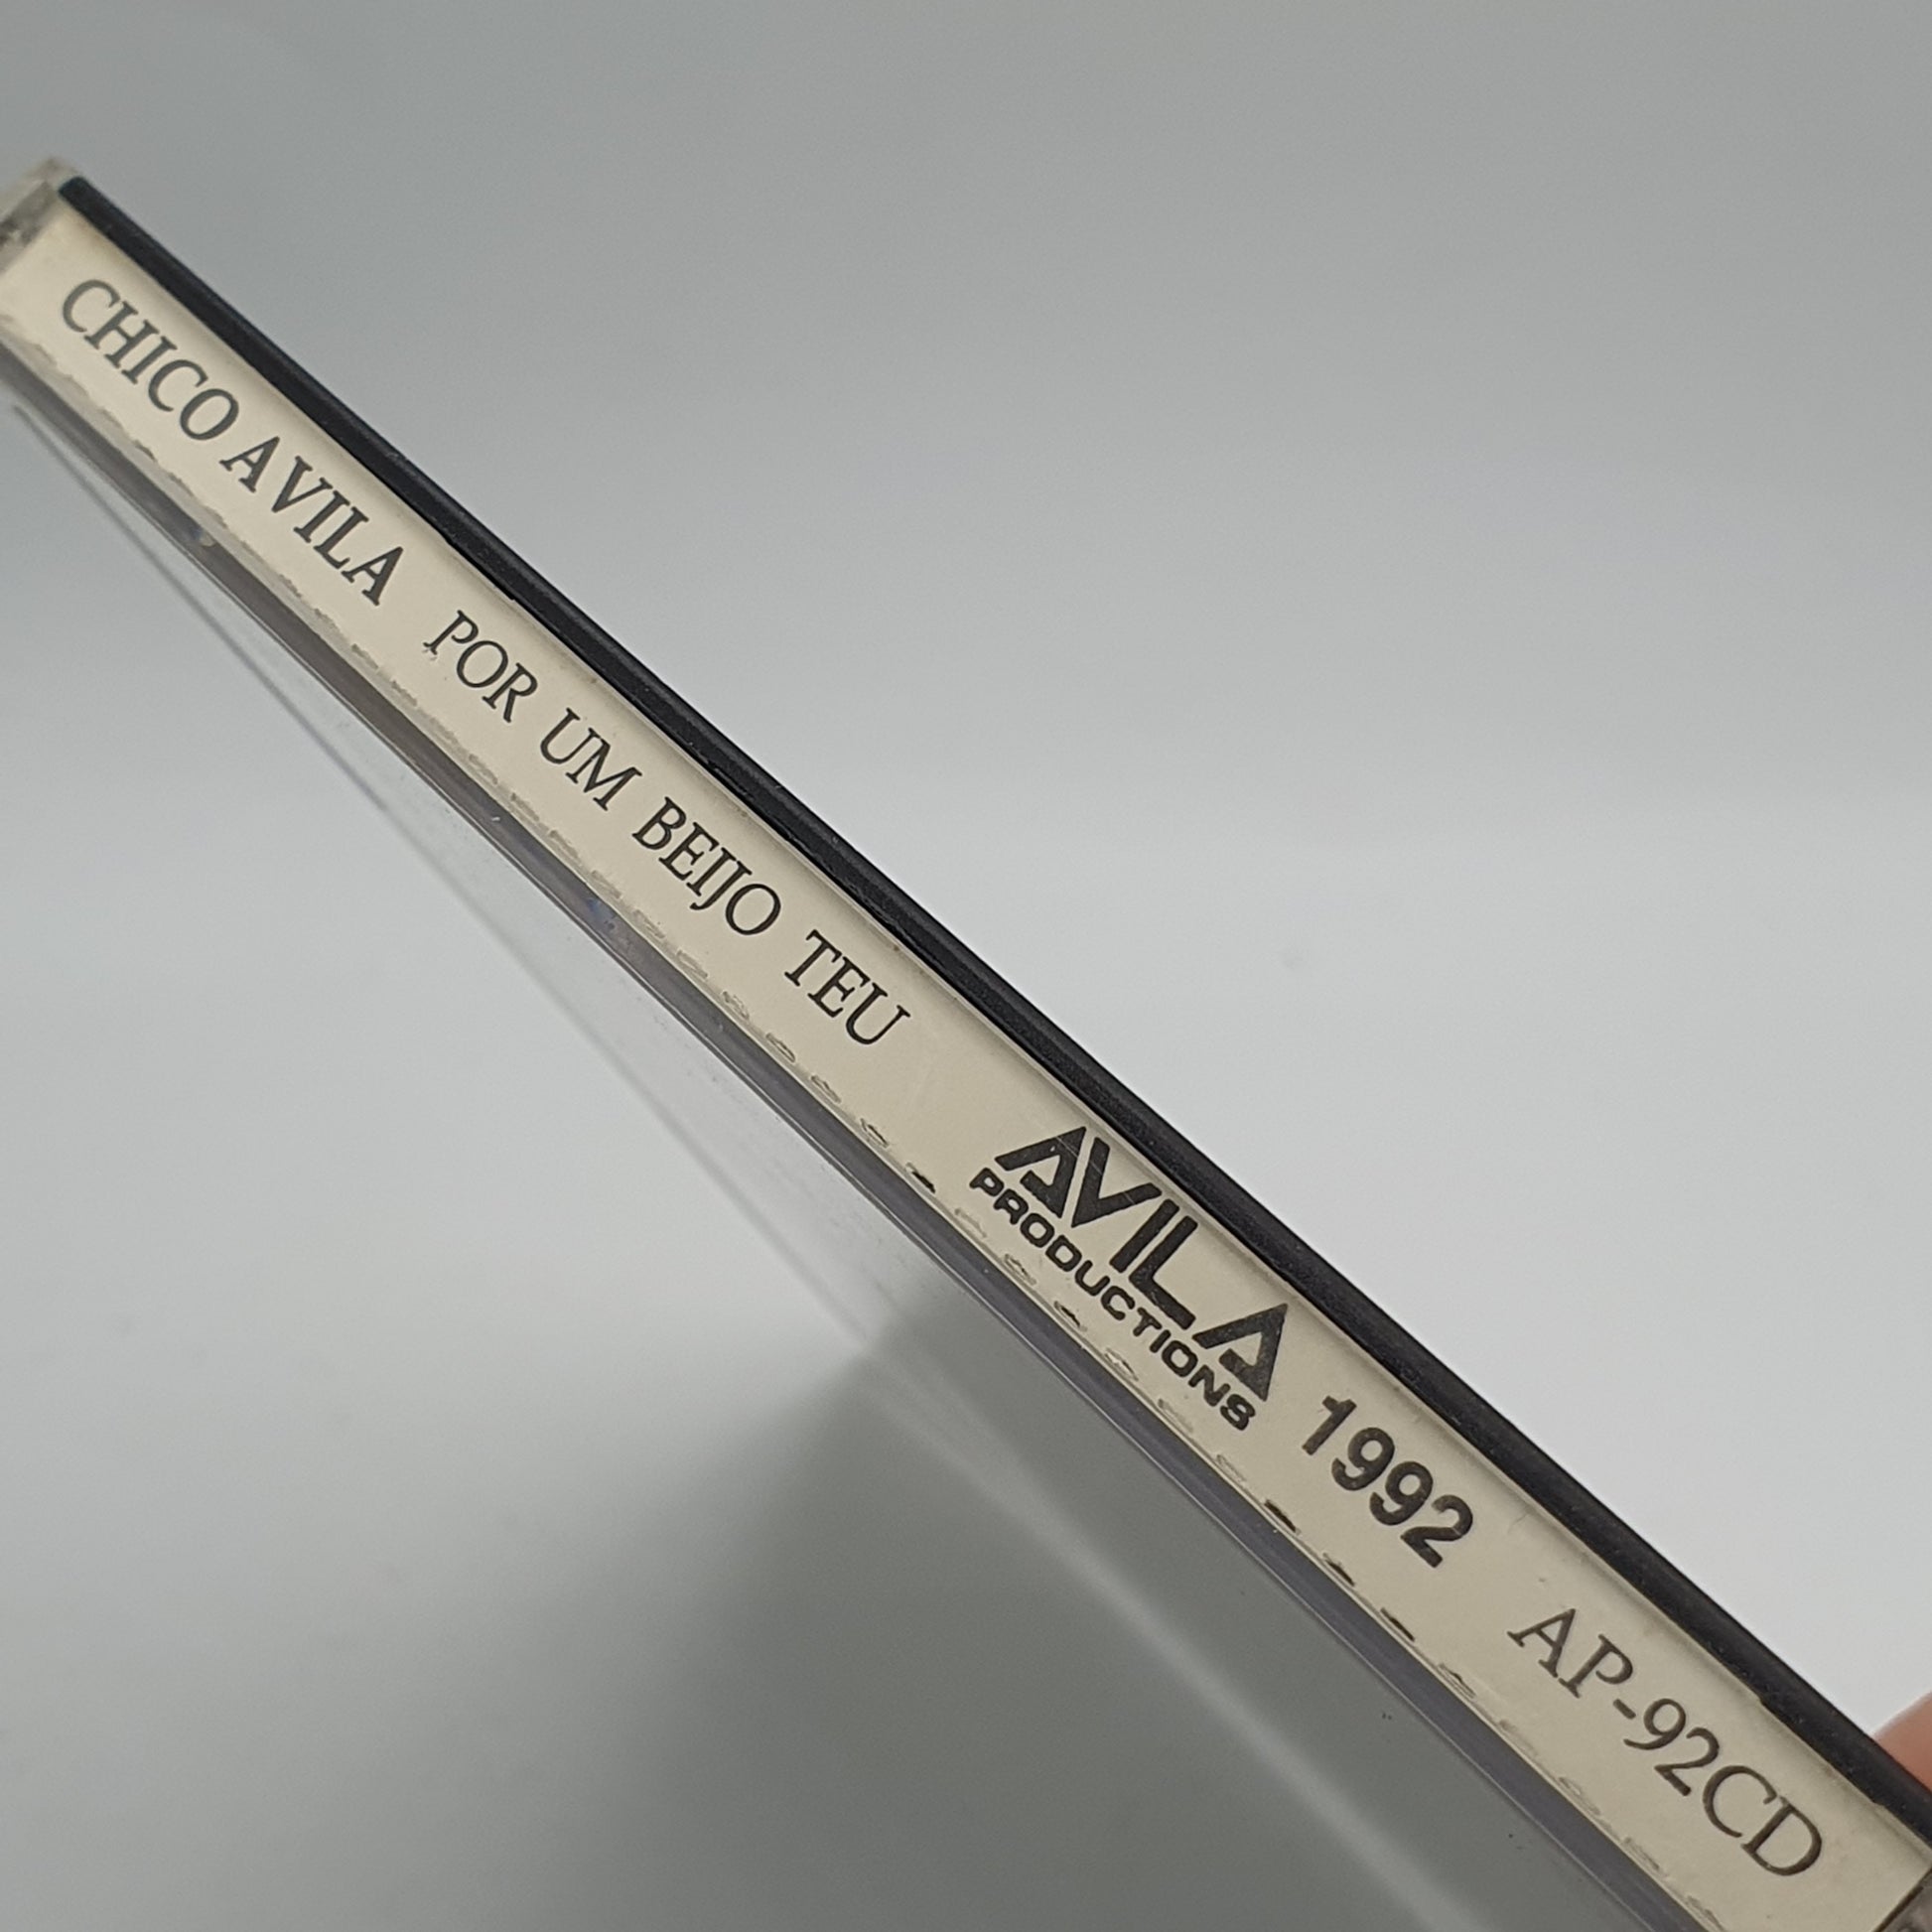 CHICO AVILA POR UM BEIJO TEU
AVILA
PRODUCTIONS
1992
AP-92CD